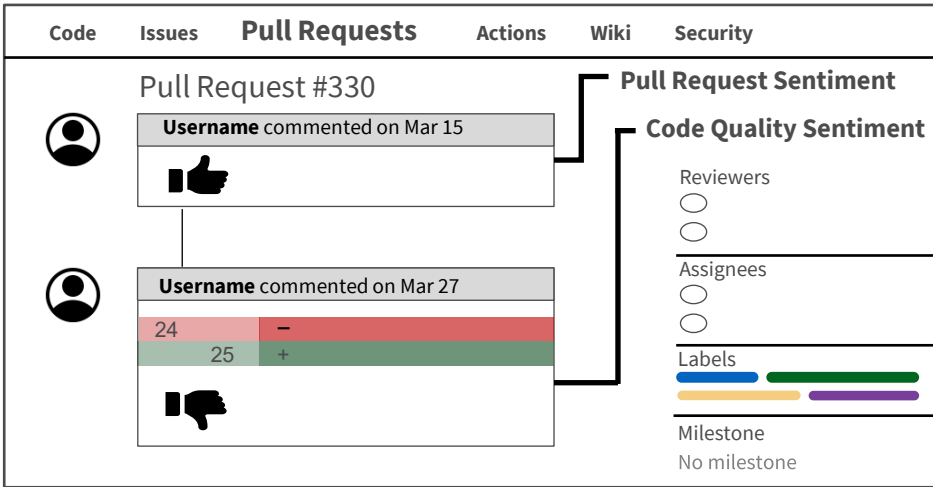 Code Issues Pull Requests Actions Wiki Security
Pull Request #330
Pull Request Sentiment
Username commented on Mar 15
Code Quality Sentiment
Reviewers
Username commented on Mar 27
24 −
25 +
Assignees
Labels
Milestone
No milestone